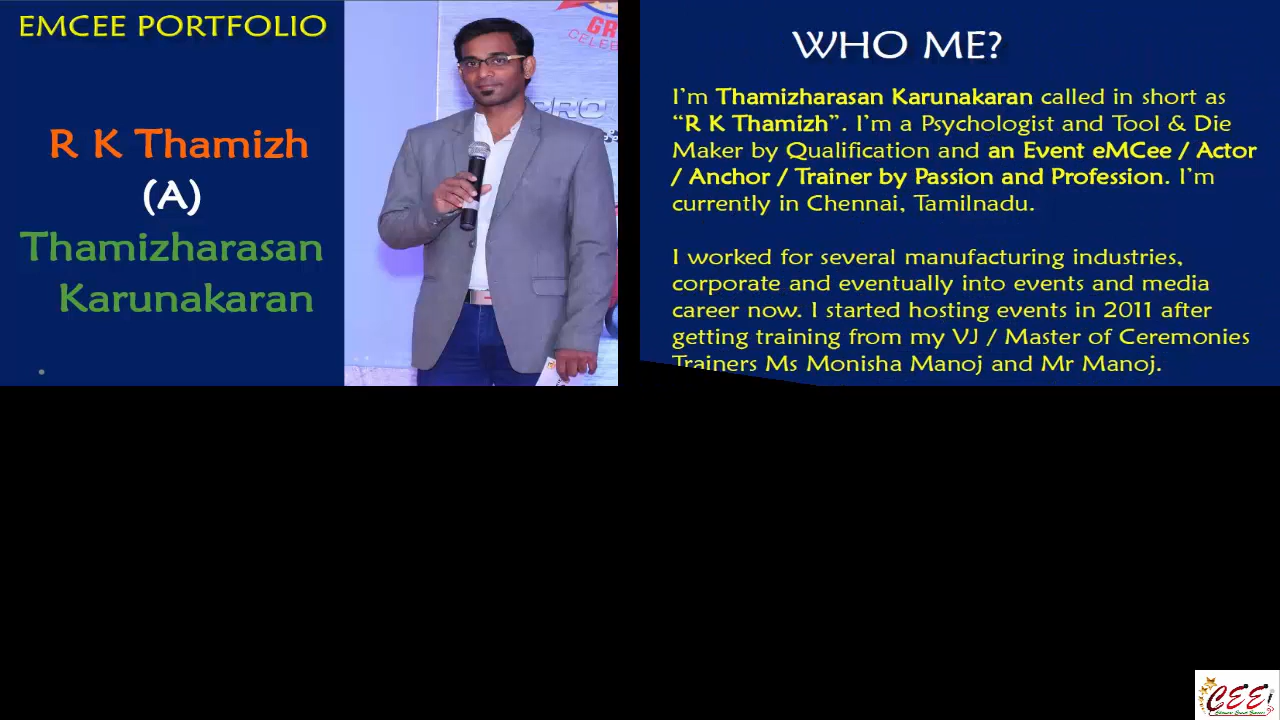 EMCEE PORTFOLIO
R K Thamizh
(A)
Thamizharasan
Karunakaran
GR
CELEB
PRO
WHO ME?
I'm Thamizharasan Karunakaran called in short as
“R K Thamizh”. I'm a Psychologist and Tool & Die
Maker by Qualification and an Event eMCee / Actor
/ Anchor / Trainer by Passion and Profession. I'm
currently in Chennai, Tamilnadu.
I worked for several manufacturing industries,
corporate and eventually into events and media
career now. I started hosting events in 2011 after
getting training from my VJ / Master of Ceremonies
Trainers Ms Monisha Manoj and Mr Manoj.
CEE